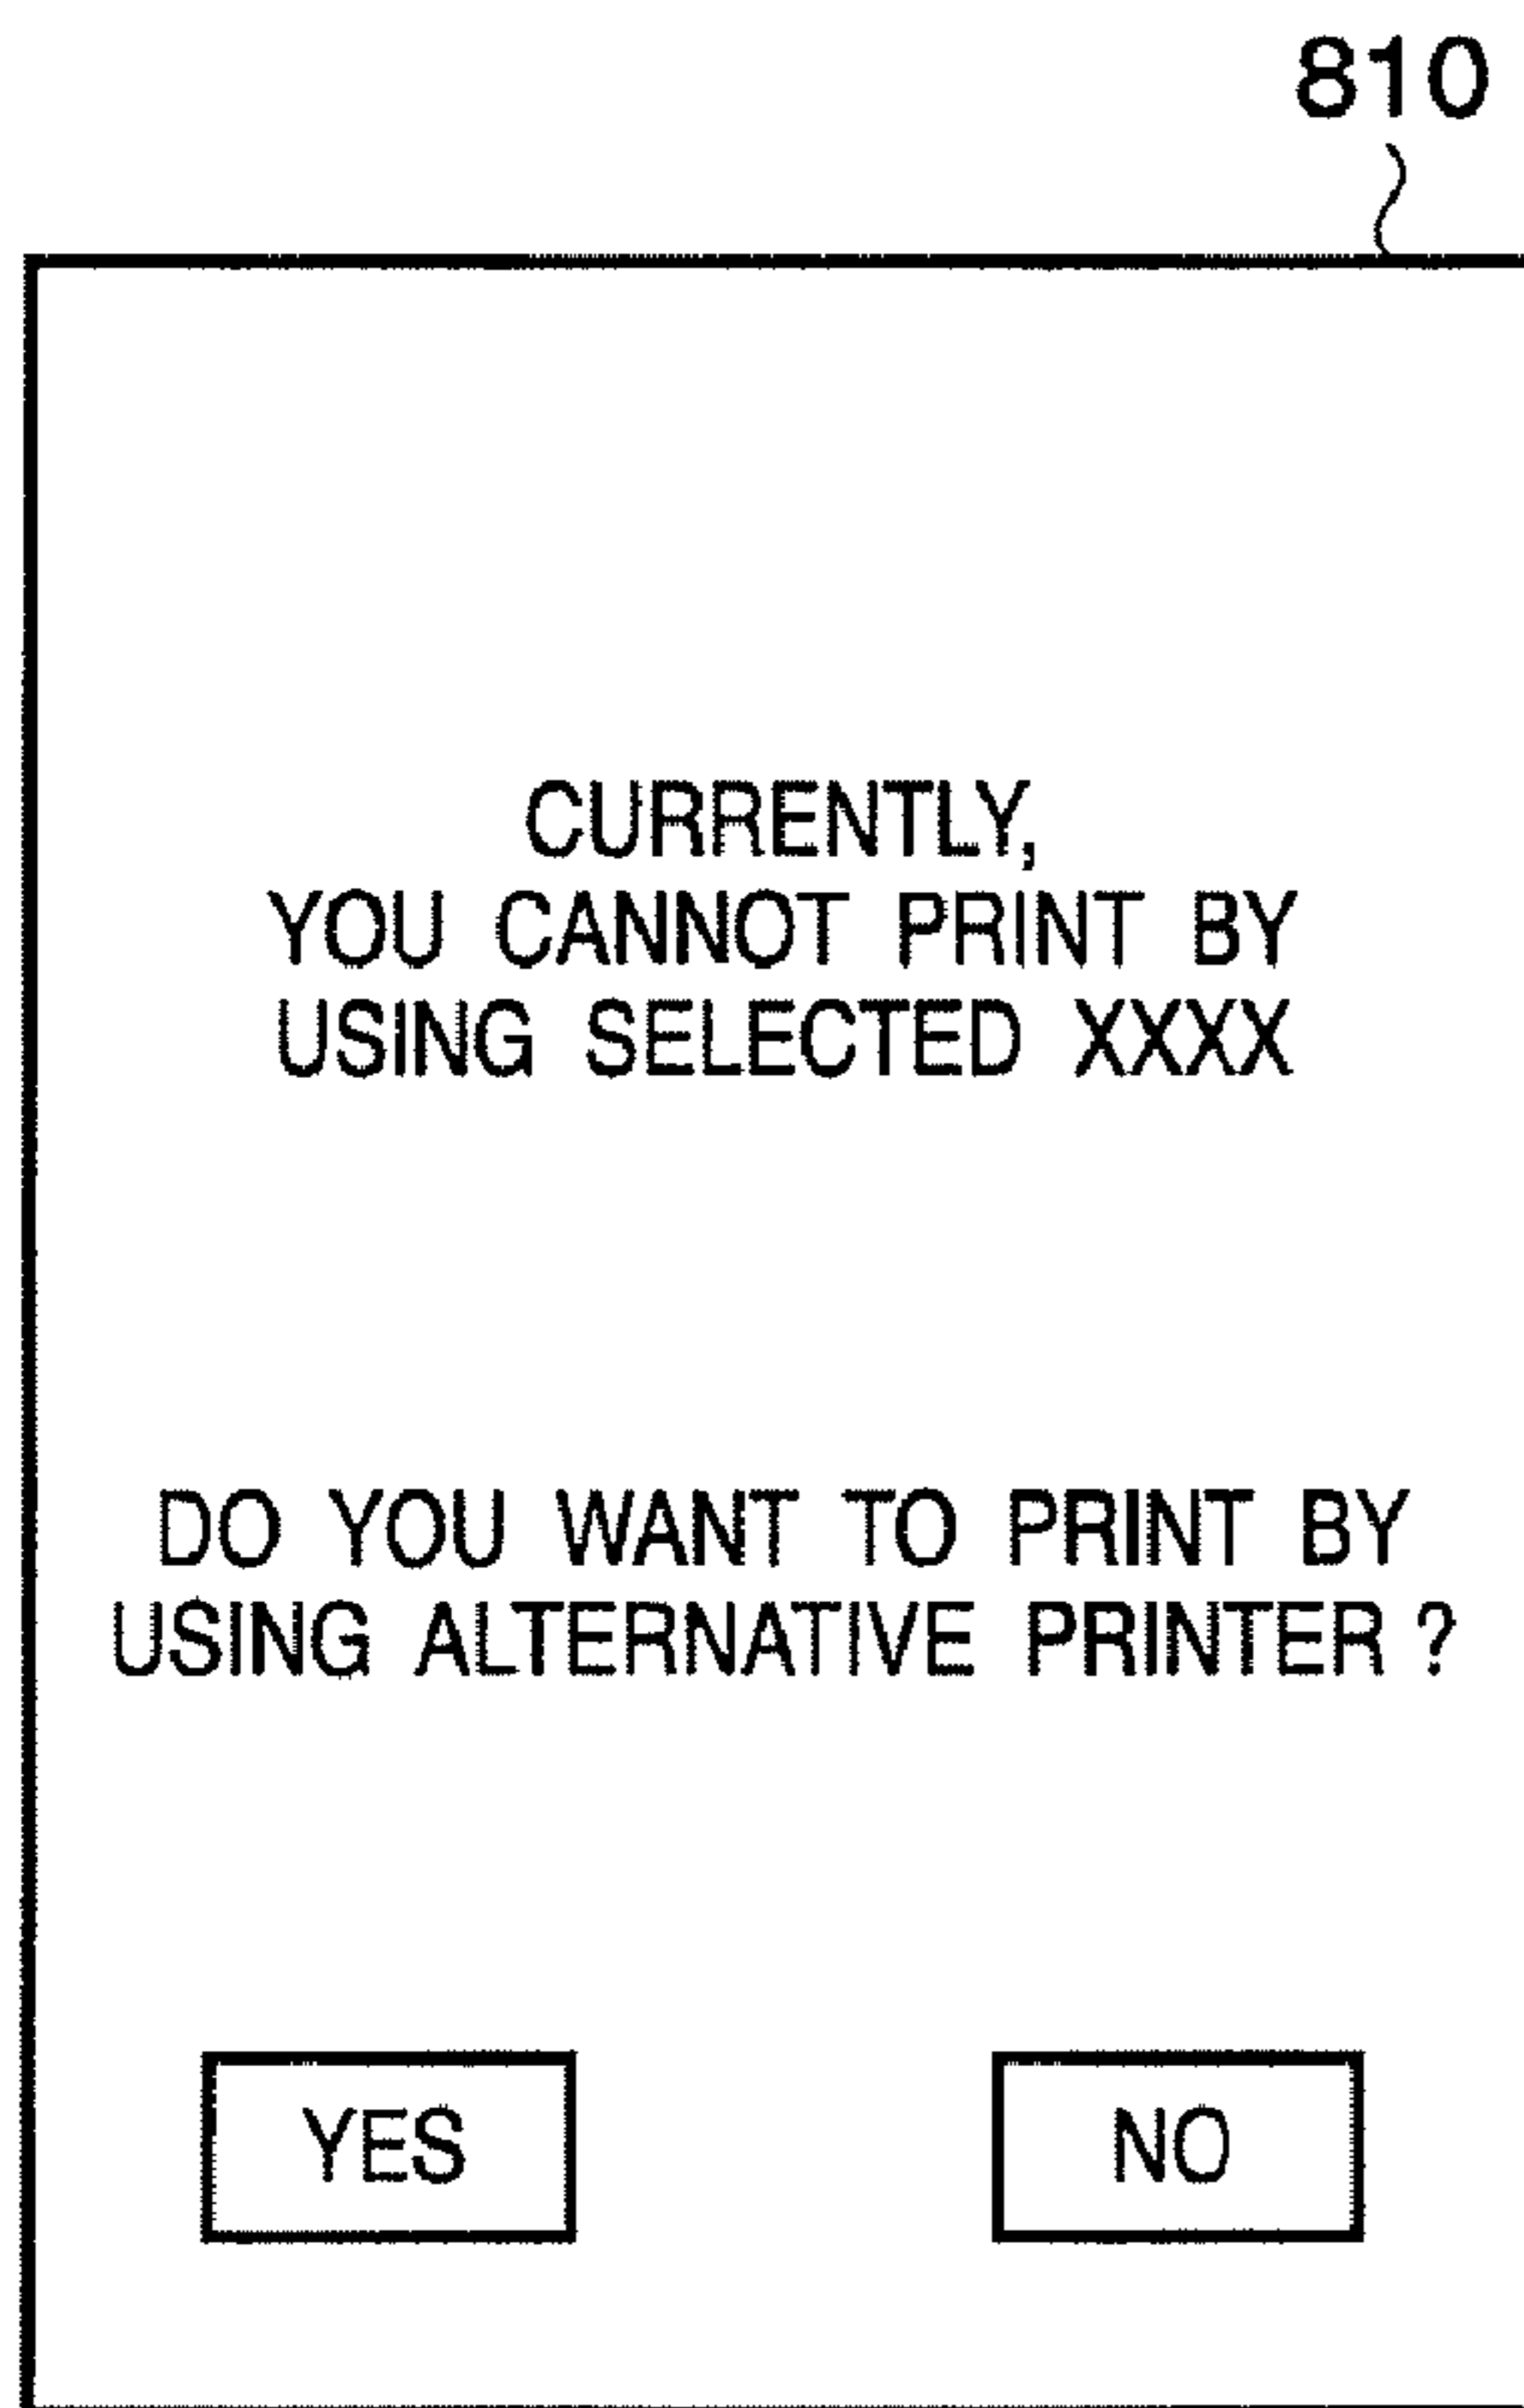 810
CURRENTLY,
YOU CANNOT PRINT BY
USING SELECTED XXXX
DO YOU WANT TO PRINT BY
USING ALTERNATIVE PRINTER?
YES
NO